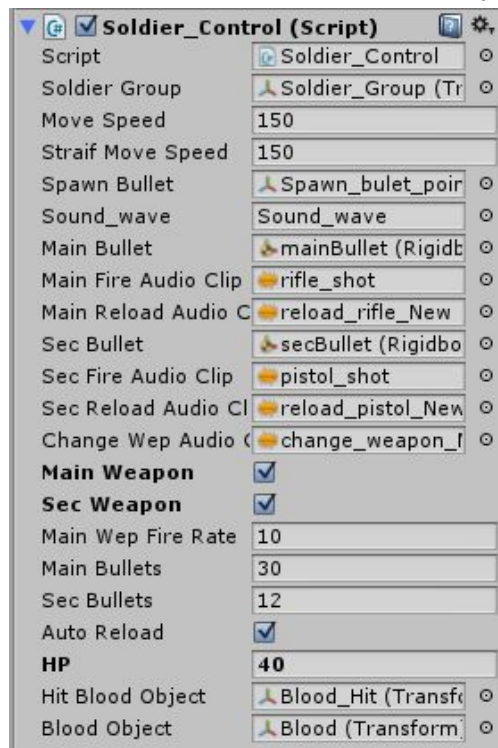 Soldier_Control (Script)
Script Soldier_Control
Soldier Group Soldier_Group (Tr
Move Speed 150
Straif Move Speed 150
Spawn Bullet Spawn_bulet_poin
Sound_wave Sound_wave
Main Bullet mainBullet (Rigidb
Main Fire Audio Clip rifle_shot
Main Reload Audio C reload_rifle_New
Sec Bullet secBullet (Rigidbo
Sec Fire Audio Clip pistol_shot
Sec Reload Audio Cl reload_pistol_New
Change Wep Audio ( change_weapon_N
Main Weapon
Sec Weapon
Main Wep Fire Rate 10
Main Bullets 30
Sec Bullets 12
Auto Reload
HP 40
Hit Blood Object Blood_Hit (Transfo
Blood Object Blood (Transform)